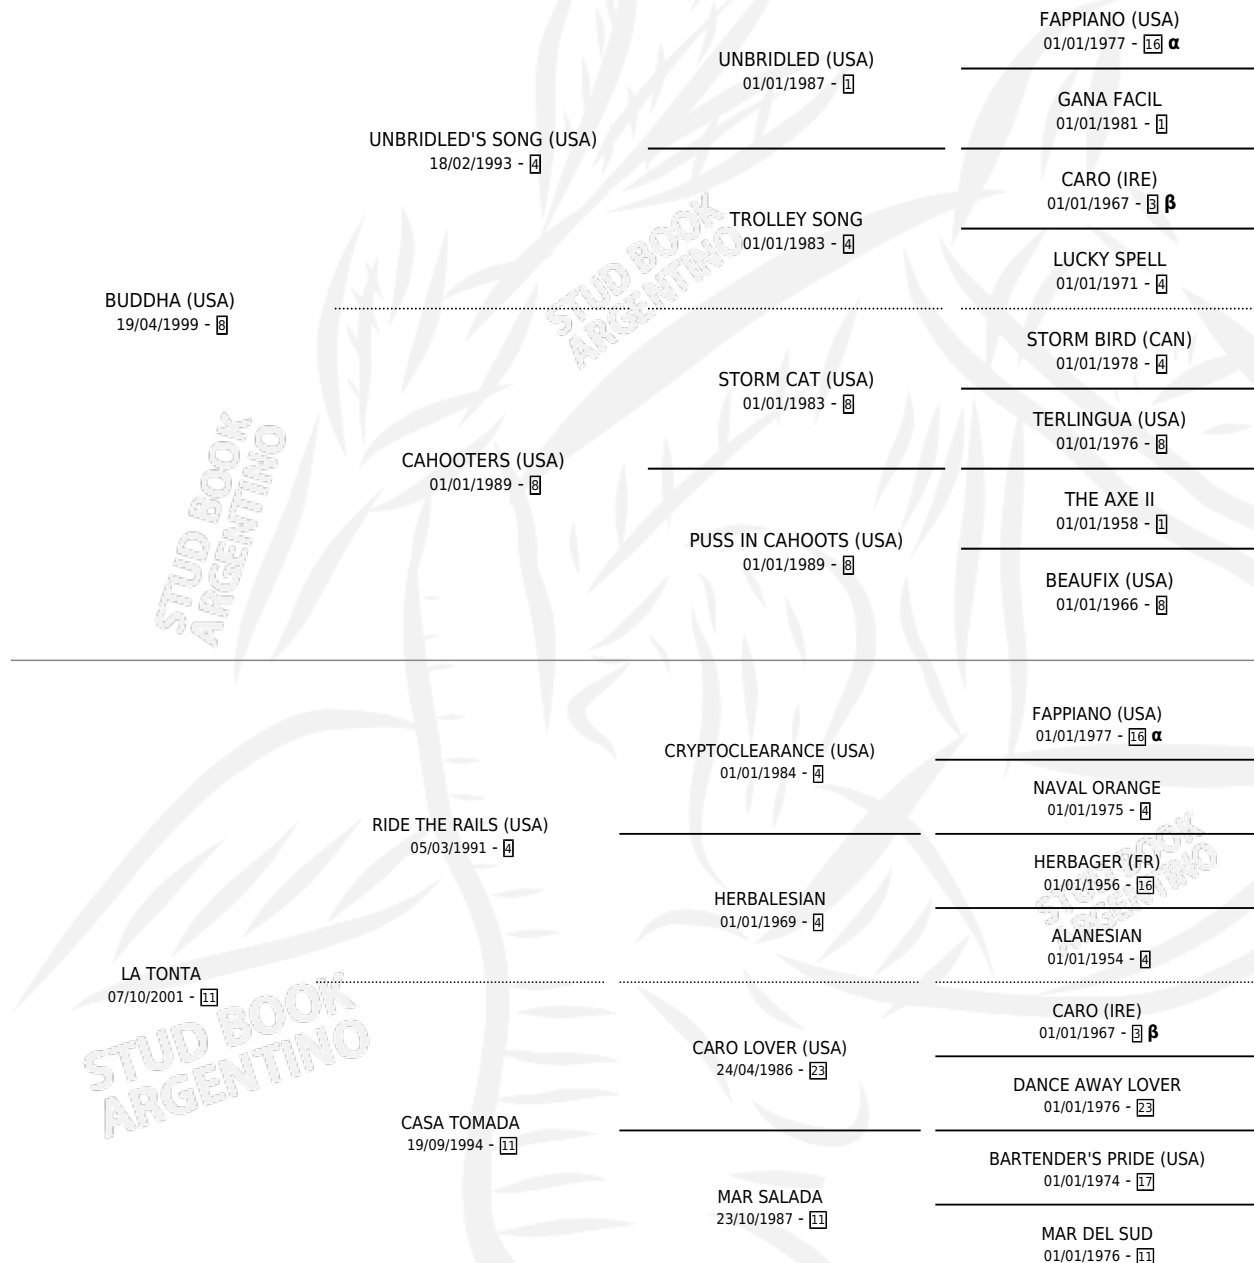 FAPPIANO (USA)
01/01/1977 - 16 α
UNBRIDLED (USA)
01/01/1987 - 1
GANA FACIL
01/01/1981 - 1
UNBRIDLED'S SONG (USA)
18/02/1993 - 4
CARO (IRE)
01/01/1967 - 3 β
TROLLEY SONG
01/01/1983 - 4
LUCKY SPELL
01/01/1971 - 4
BUDDHA (USA)
19/04/1999 - 8
STORM BIRD (CAN)
01/01/1978 - 4
STORM CAT (USA)
01/01/1983 - 8
TERLINGUA (USA)
01/01/1976 - 8
CAHOOTERS (USA)
01/01/1989 - 8
THE AXE II
01/01/1958 - 1
PUSS IN CAHOOTS (USA)
01/01/1989 - 8
BEAUFIX (USA)
01/01/1966 - 8
STUD BOOK
ARGENTINO
STUD BOOK
ARGENTINO
FAPPIANO (USA)
01/01/1977 - 16 α
CRYPTOCLEARANCE (USA)
01/01/1984 - 4
NAVAL ORANGE
01/01/1975 - 4
RIDE THE RAILS (USA)
05/03/1991 - 4
HERBAGER (FR)
01/01/1956 - 16
HERBALESIAN
01/01/1969 - 4
ALANESIAN
01/01/1954 - 4
LA TONTA
07/10/2001 - 11
CARO (IRE)
01/01/1967 - 3 β
CARO LOVER (USA)
24/04/1986 - 23
DANCE AWAY LOVER
01/01/1976 - 23
CASA TOMADA
19/09/1994 - 11
BARTENDER'S PRIDE (USA)
01/01/1974 - 17
MAR SALADA
23/10/1987 - 11
MAR DEL SUD
01/01/1976 - 11
STUD BOOK
ARGENTINO
STUD BOOK
ARGENTINO